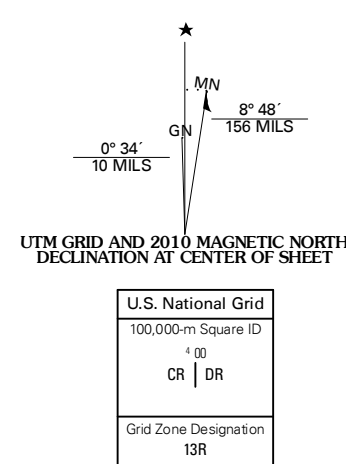 ★
MN
8° 48´
156 MILS
GN
0° 34´
10 MILS
UTM GRID AND 2010 MAGNETIC NORTH
DECLINATION AT CENTER OF SHEET
U.S. National Grid
100,000-m Square ID
4 00
CR | DR
Grid Zone Designation
13R